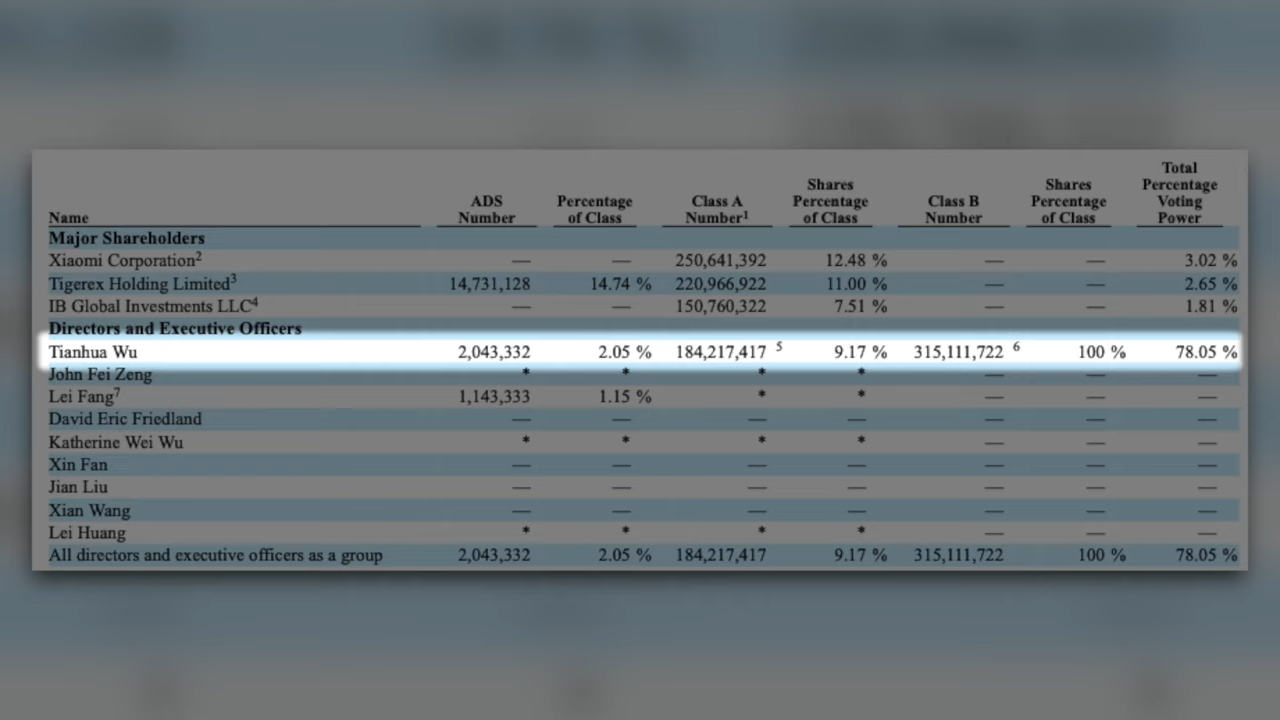 Name ADS Number Percentage of Class Class A Number¹ Shares Percentage of Class Class B Number Shares Percentage of Class Total Percentage Voting Power
Major Shareholders
Xiaomi Corporation² — — 250,641,392 12.48 % — — 3.02 %
Tigerex Holding Limited³ 14,731,128 14.74 % 220,966,922 11.00 % — — 2.65 %
IB Global Investments LLC⁴ — — 150,760,322 7.51 % — — 1.81 %
Directors and Executive Officers
Tianhua Wu 2,043,332 2.05 % 184,217,417 ⁵ 9.17 % 315,111,722 ⁶ 100 % 78.05 %
John Fei Zeng * * * * — — —
Lei Fang⁷ 1,143,333 1.15 % * * — — —
David Eric Friedland — — — — — — —
Katherine Wei Wu * * * * — — —
Xin Fan — — — — — — —
Jian Liu — — — — — — —
Xian Wang — — — — — — —
Lei Huang * * * * — — —
All directors and executive officers as a group 2,043,332 2.05 % 184,217,417 9.17 % 315,111,722 100 % 78.05 %